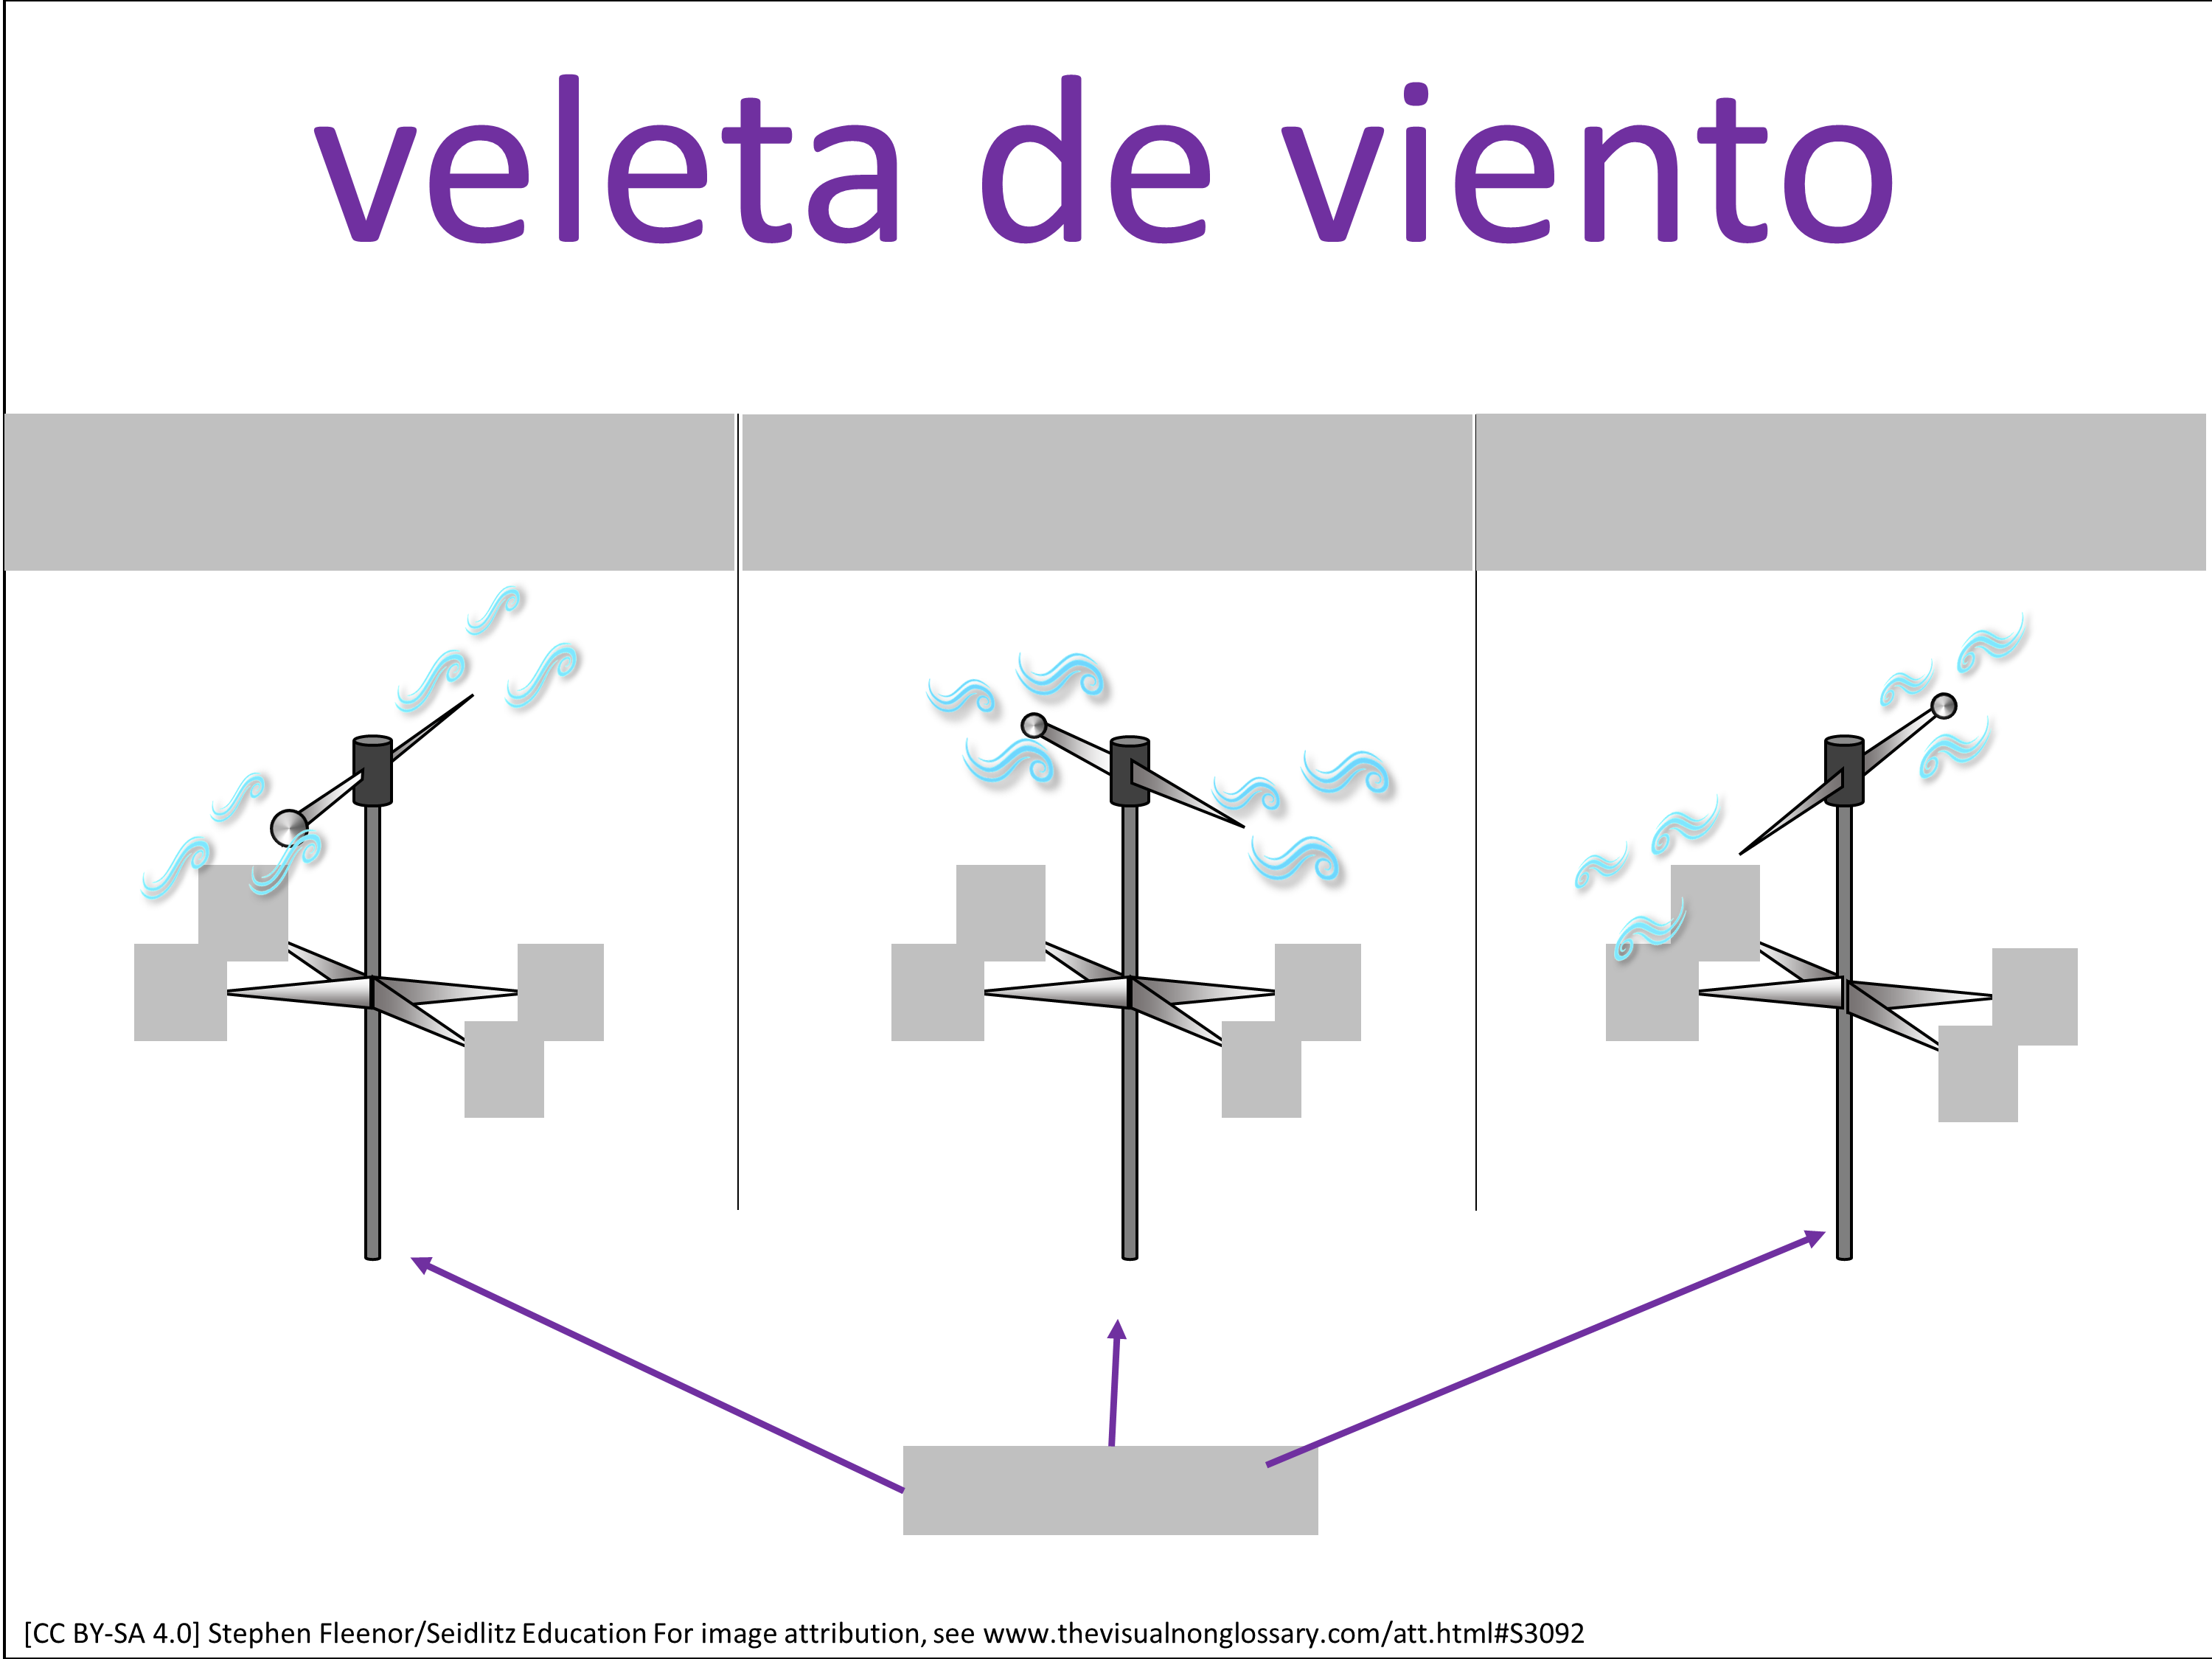 veleta de viento
[CC BY-SA 4.0] Stephen Fleenor/Seidlitz Education For image attribution, see www.thevisualnonglossary.com/att.html#S3092